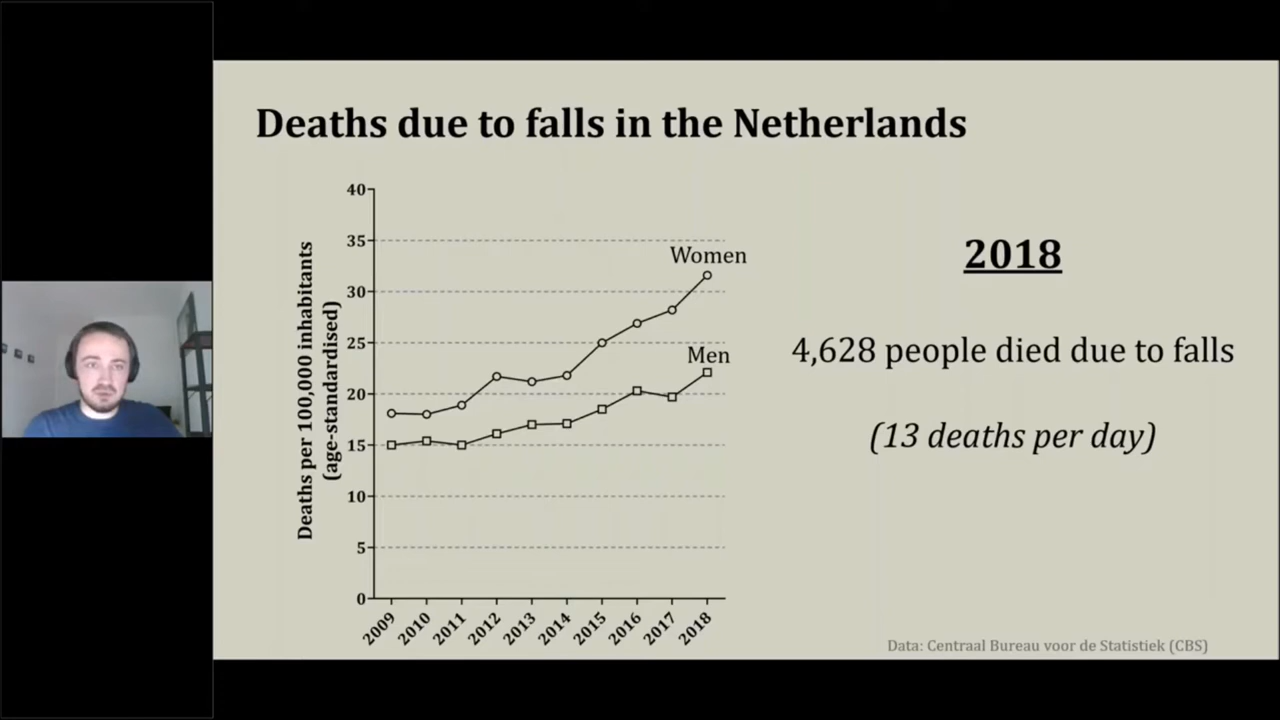 Deaths due to falls in the Netherlands
40
35
30
25
20
15
10
5
0
Deaths per 100,000 inhabitants
(age-standardised)
Women
Men
2009
2010
2011
2012
2013
2014
2015
2016
2017
2018
2018
4,628 people died due to falls
(13 deaths per day)
Data: Centraal Bureau voor de Statistiek (CBS)